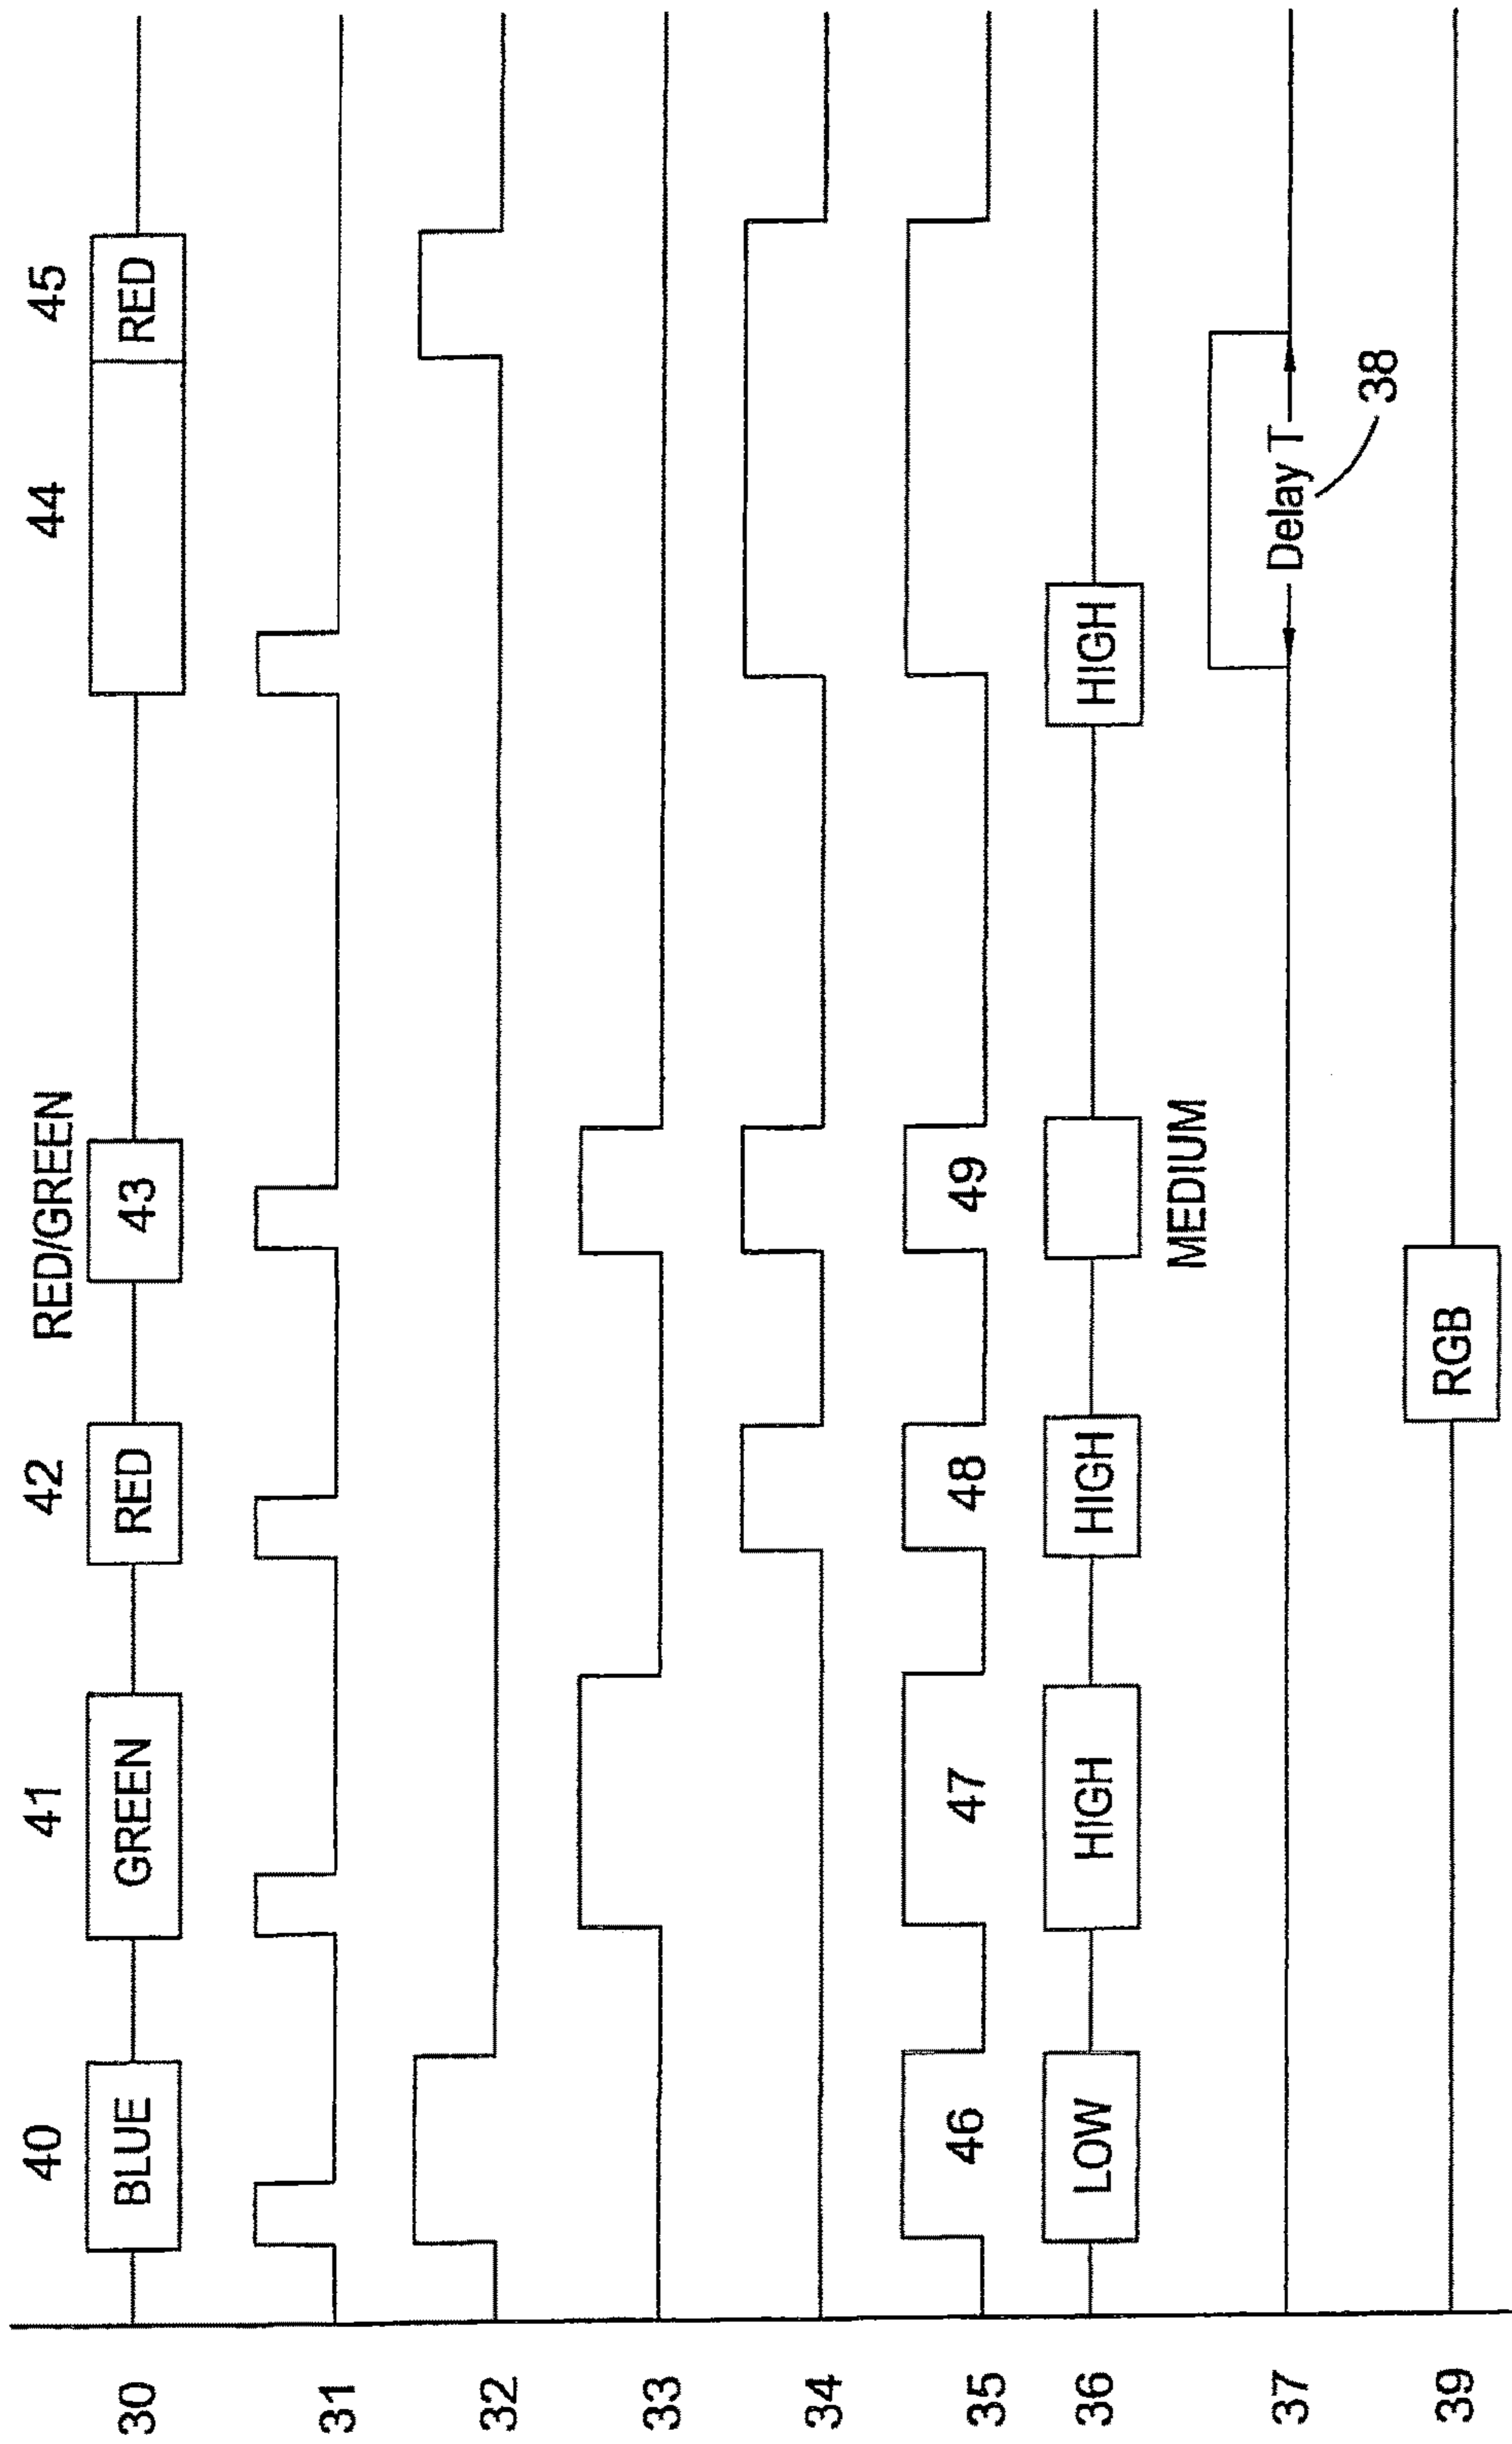 RED/GREEN
40 41 42 44 45
30 BLUE GREEN RED 43 RED
31
32
33
34
35 46 47 48 49
36 LOW HIGH HIGH HIGH
MEDIUM
37 Delay T
38
39 RGB